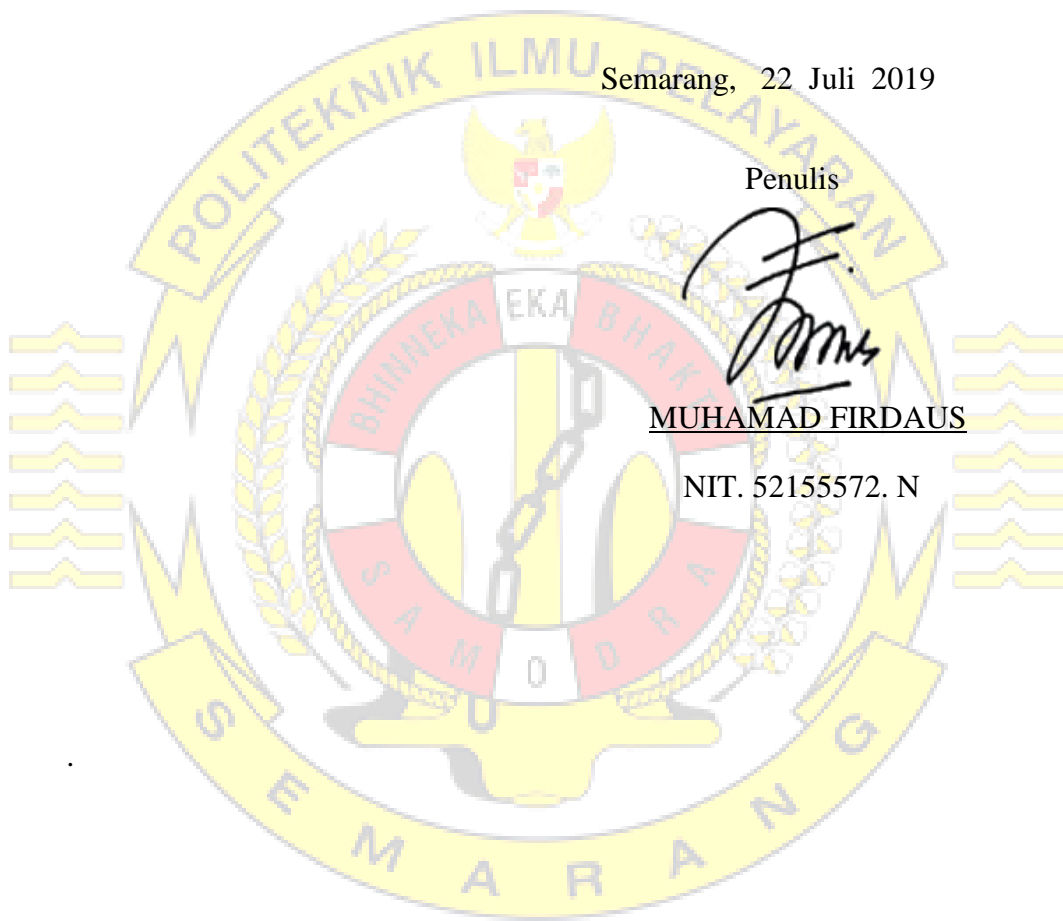 POLITEKNIK ILMU PELAYARAN
Semarang, 22 Juli 2019
Penulis
BHINNEKA EKA BHAKTI
MUHAMAD FIRDAUS
NIT. 52155572. N
SAMODRA
.
SEMARANG